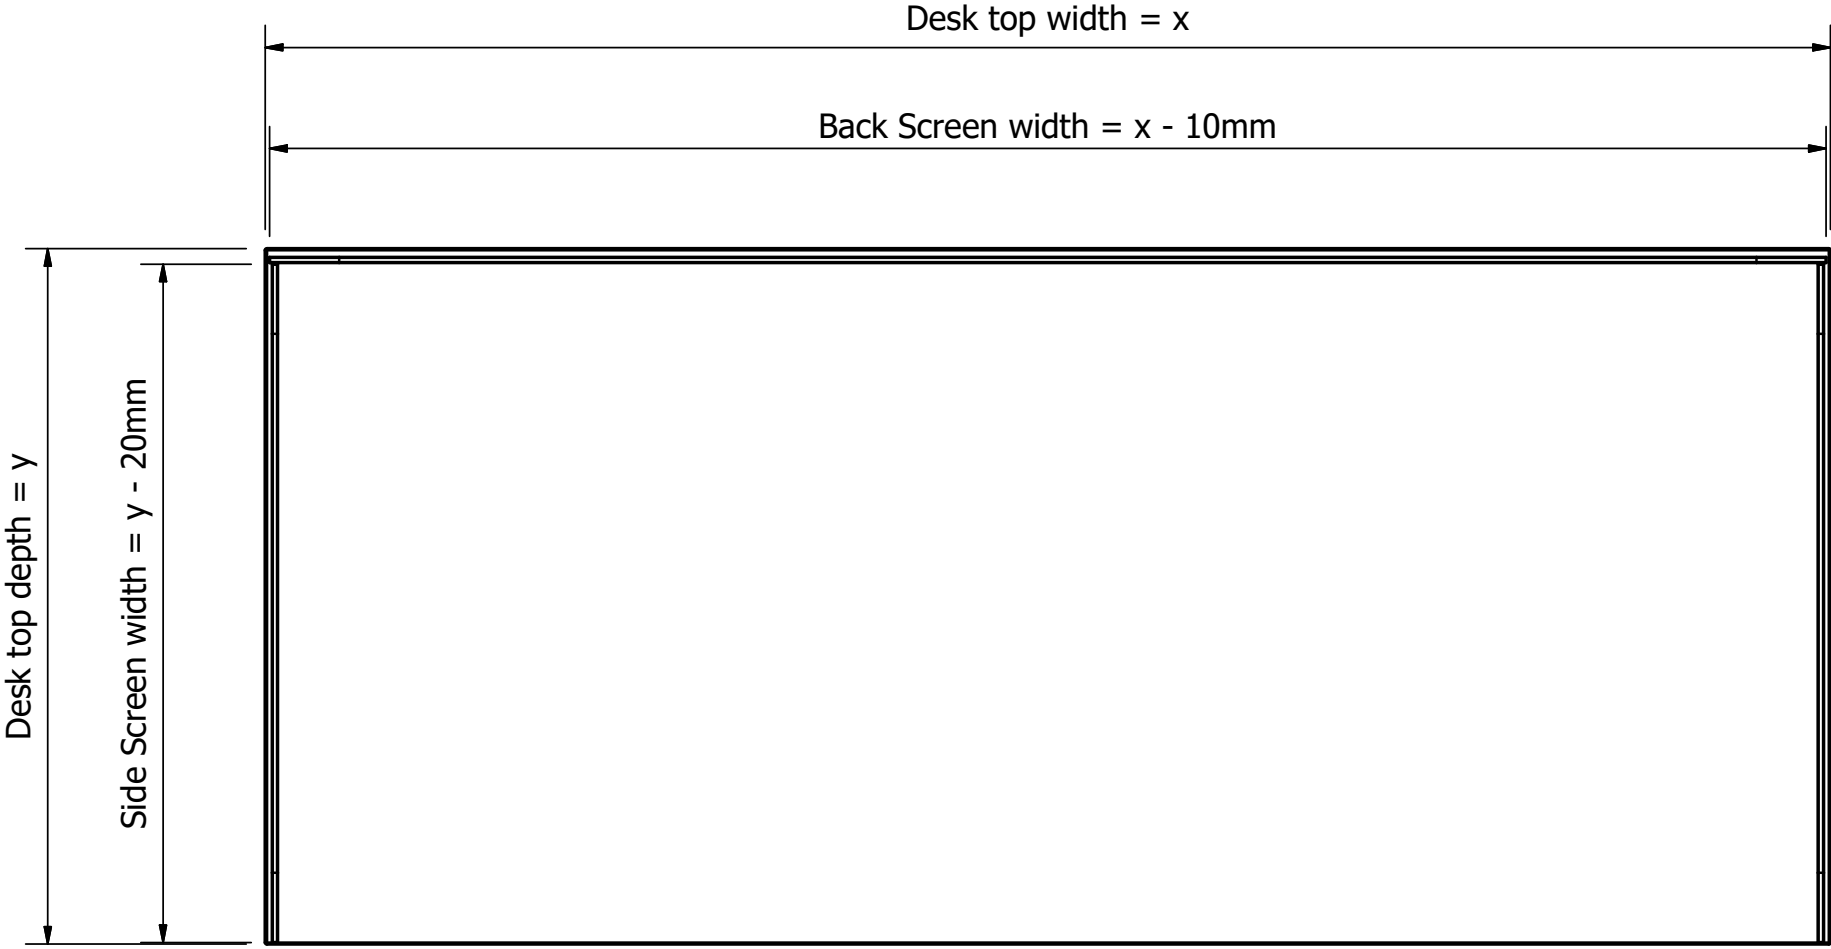 Desk top width = x
Back Screen width = x - 10mm
Desk top depth = y
Side Screen width = y - 20mm